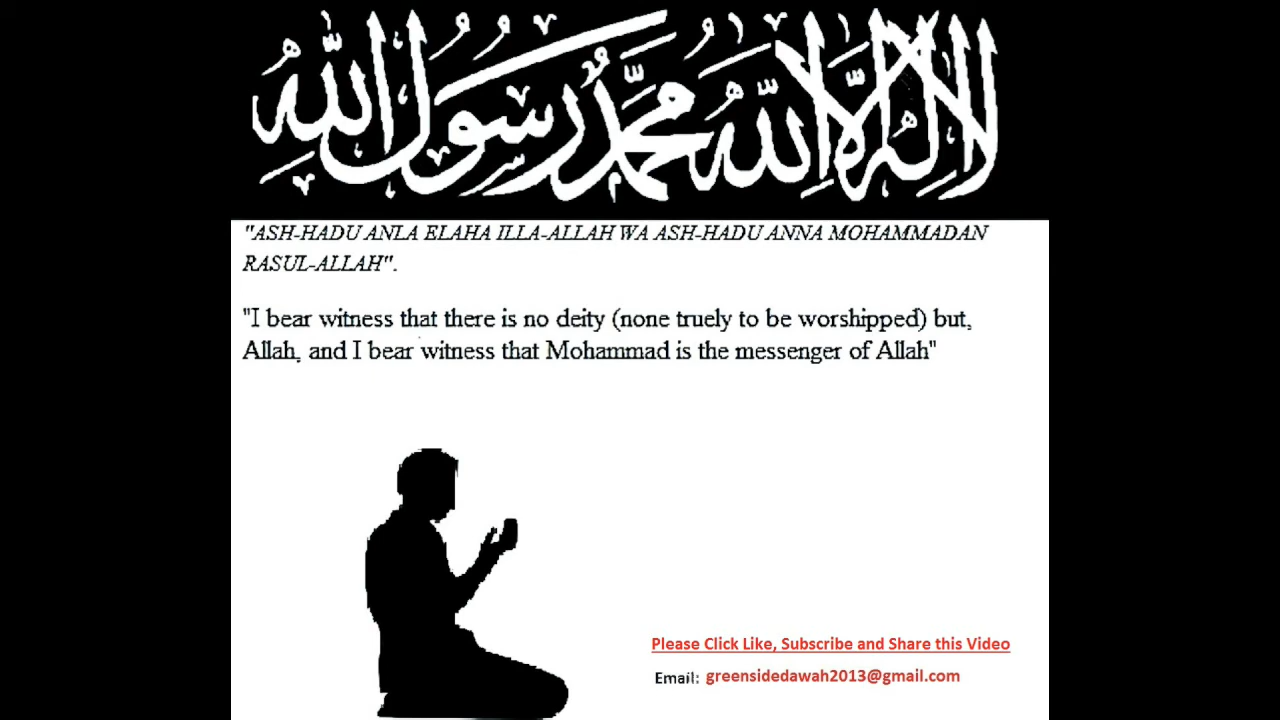 لا إله إلا الله محمد رسول الله
"ASH-HADU ANLA ELAHA ILLA-ALLAH WA ASH-HADU ANNA MOHAMMADAN
RASUL-ALLAH".
"I bear witness that there is no deity (none truely to be worshipped) but,
Allah, and I bear witness that Mohammad is the messenger of Allah"
Please Click Like, Subscribe and Share this Video
Email: greensidedawah2013@gmail.com